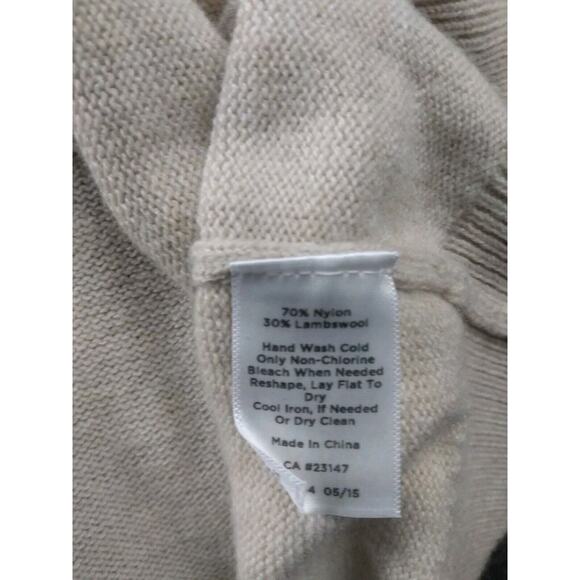 70% Nylon
30% Lambswool
Hand Wash Cold
Only Non-Chlorine
Bleach When Needed
Reshape, Lay Flat To
Dry
Cool Iron, If Needed
Or Dry Clean
Made In China
CA #23147
4 05/15